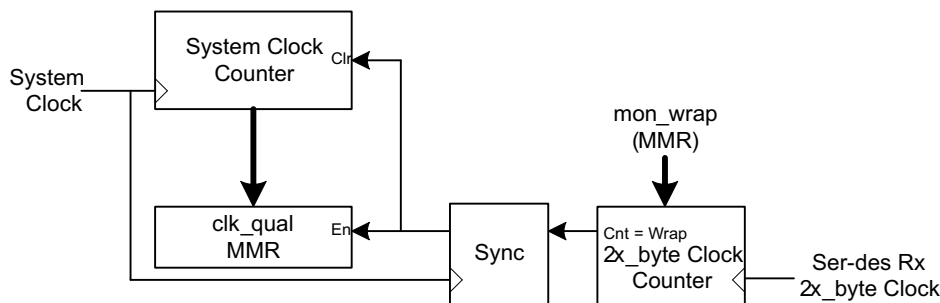 System Clock
Counter
Clr
System
Clock
mon_wrap
(MMR)
clk_qual
MMR
En
Sync
Cnt = Wrap
2x_byte Clock
Counter
Ser-des Rx
2x_byte Clock